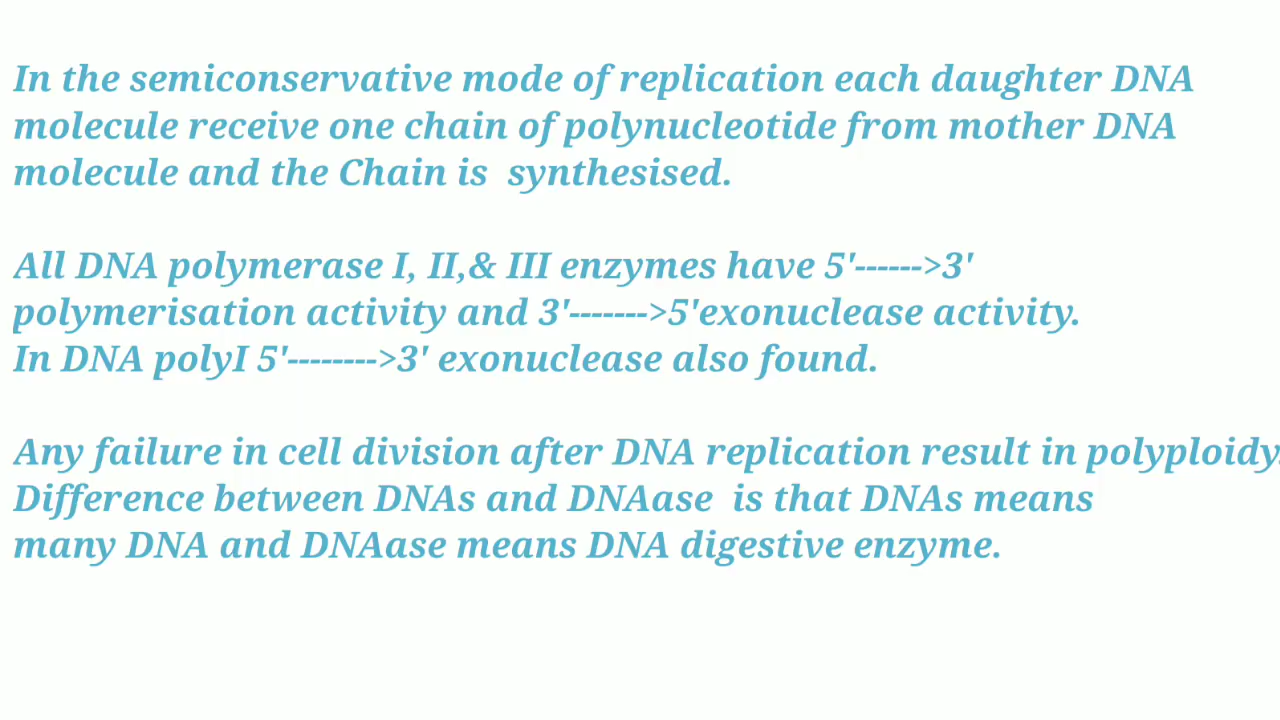 In the semiconservative mode of replication each daughter DNA
molecule receive one chain of polynucleotide from mother DNA
molecule and the Chain is  synthesised.
All DNA polymerase I, II,& III enzymes have 5'------>3'
polymerisation activity and 3'------->5'exonuclease activity.
In DNA polyI 5'-------->3' exonuclease also found.
Any failure in cell division after DNA replication result in polyploidy.
Difference between DNAs and DNAase  is that DNAs means
many DNA and DNAase means DNA digestive enzyme.